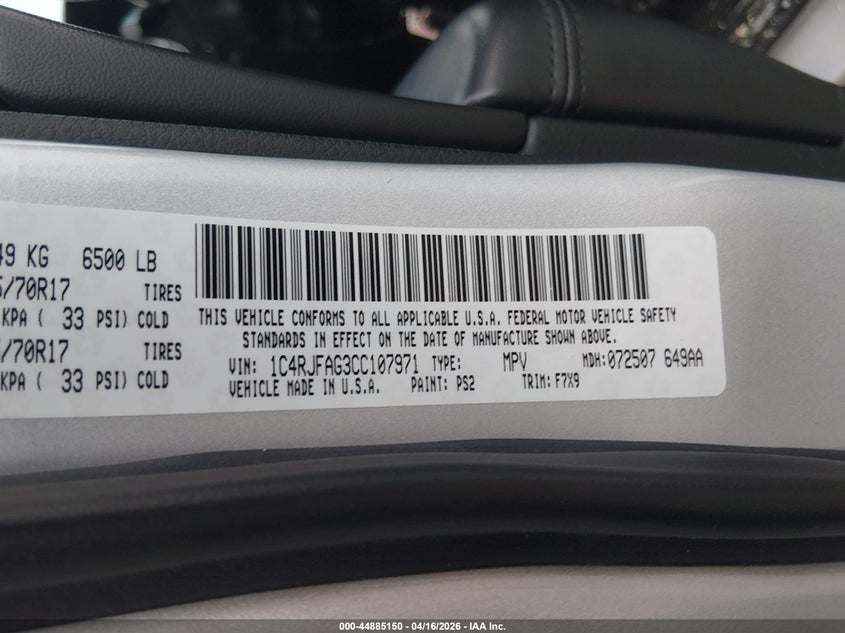 49 KG 6500 LB
/70R17 TIRES
KPA ( 33 PSI) COLD
/70R17 TIRES
KPA ( 33 PSI) COLD
THIS VEHICLE CONFORMS TO ALL APPLICABLE U.S.A. FEDERAL MOTOR VEHICLE SAFETY
STANDARDS IN EFFECT ON THE DATE OF MANUFACTURE SHOWN ABOVE.
VIN: 1C4RJFAG3CC107971 TYPE: MPV MDH:072507 649AA
VEHICLE MADE IN U.S.A. PAINT: PS2 TRIM: F7X9
000-44885150 - 04/16/2026 - IAA Inc.